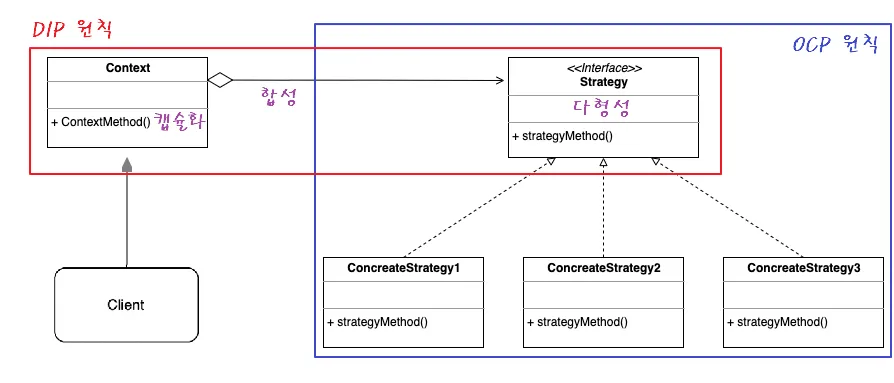 DIP 원칙
OCP 원칙
Context
<<Interface>>
Strategy
합성
다형성
+ ContextMethod() 캡슐화
+ strategyMethod()
ConcreateStrategy1
ConcreateStrategy2
ConcreateStrategy3
Client
+ strategyMethod()
+ strategyMethod()
+ strategyMethod()